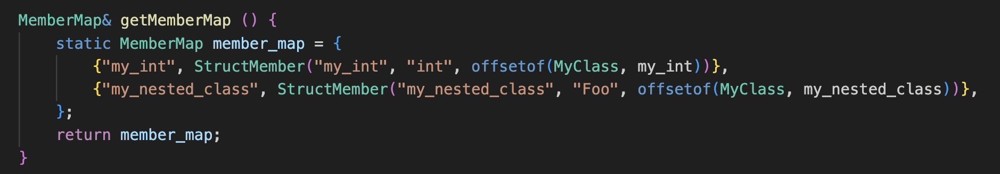 MemberMap& getMemberMap () {
    static MemberMap member_map = {
        {"my_int", StructMember("my_int", "int", offsetof(MyClass, my_int))},
        {"my_nested_class", StructMember("my_nested_class", "Foo", offsetof(MyClass, my_nested_class))},
    };
    return member_map;
}